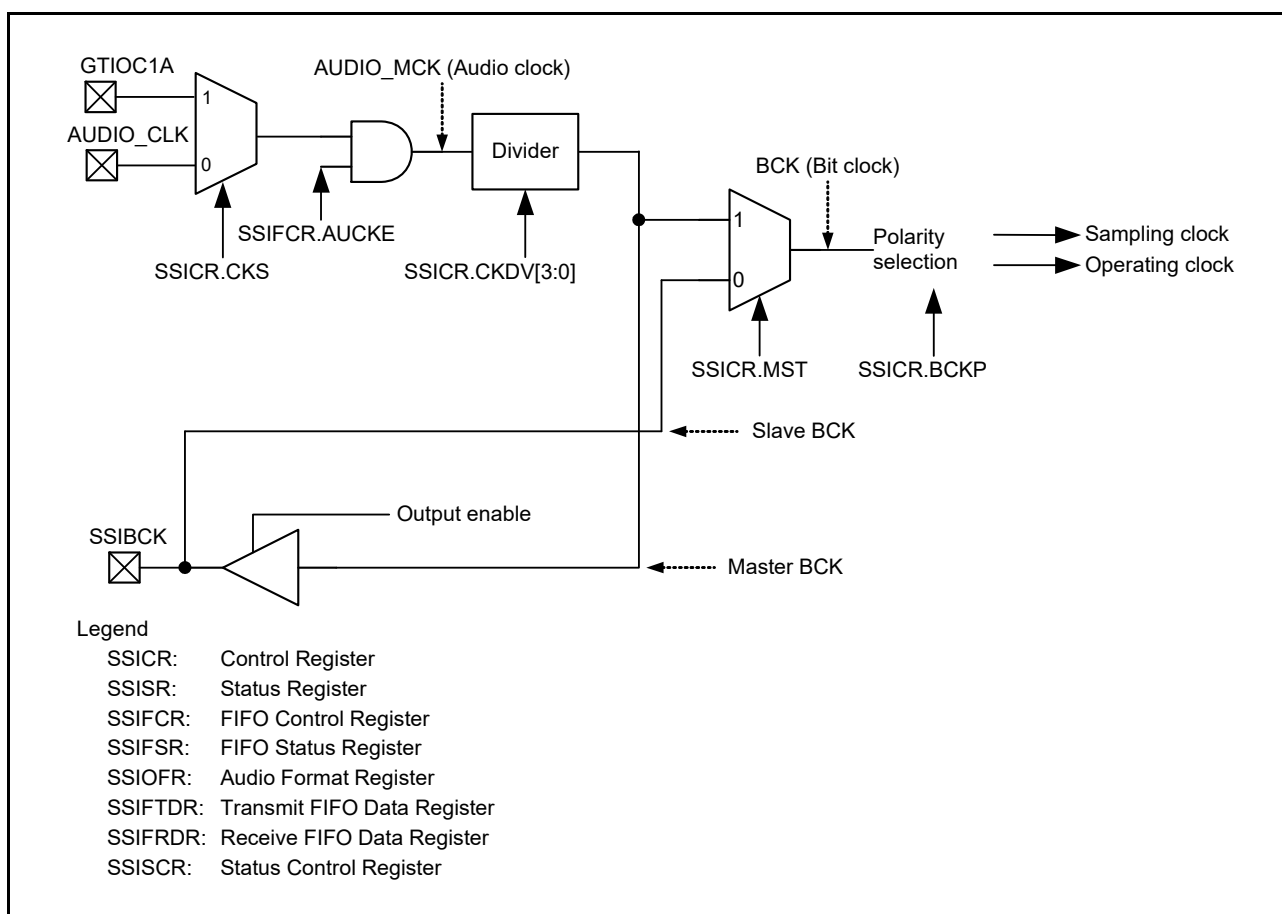 GTIOC1A
AUDIO_MCK (Audio clock)
1
AUDIO_CLK
0
Divider
BCK (Bit clock)
SSIFCR.AUCKE
SSICR.CKS
SSICR.CKDV[3:0]
1
0
Polarity
selection
Sampling clock
Operating clock
SSICR.MST
SSICR.BCKP
Slave BCK
Output enable
SSIBCK
Master BCK
Legend
SSICR: Control Register
SSISR: Status Register
SSIFCR: FIFO Control Register
SSIFSR: FIFO Status Register
SSIOFR: Audio Format Register
SSIFTDR: Transmit FIFO Data Register
SSIFRDR: Receive FIFO Data Register
SSISCR: Status Control Register